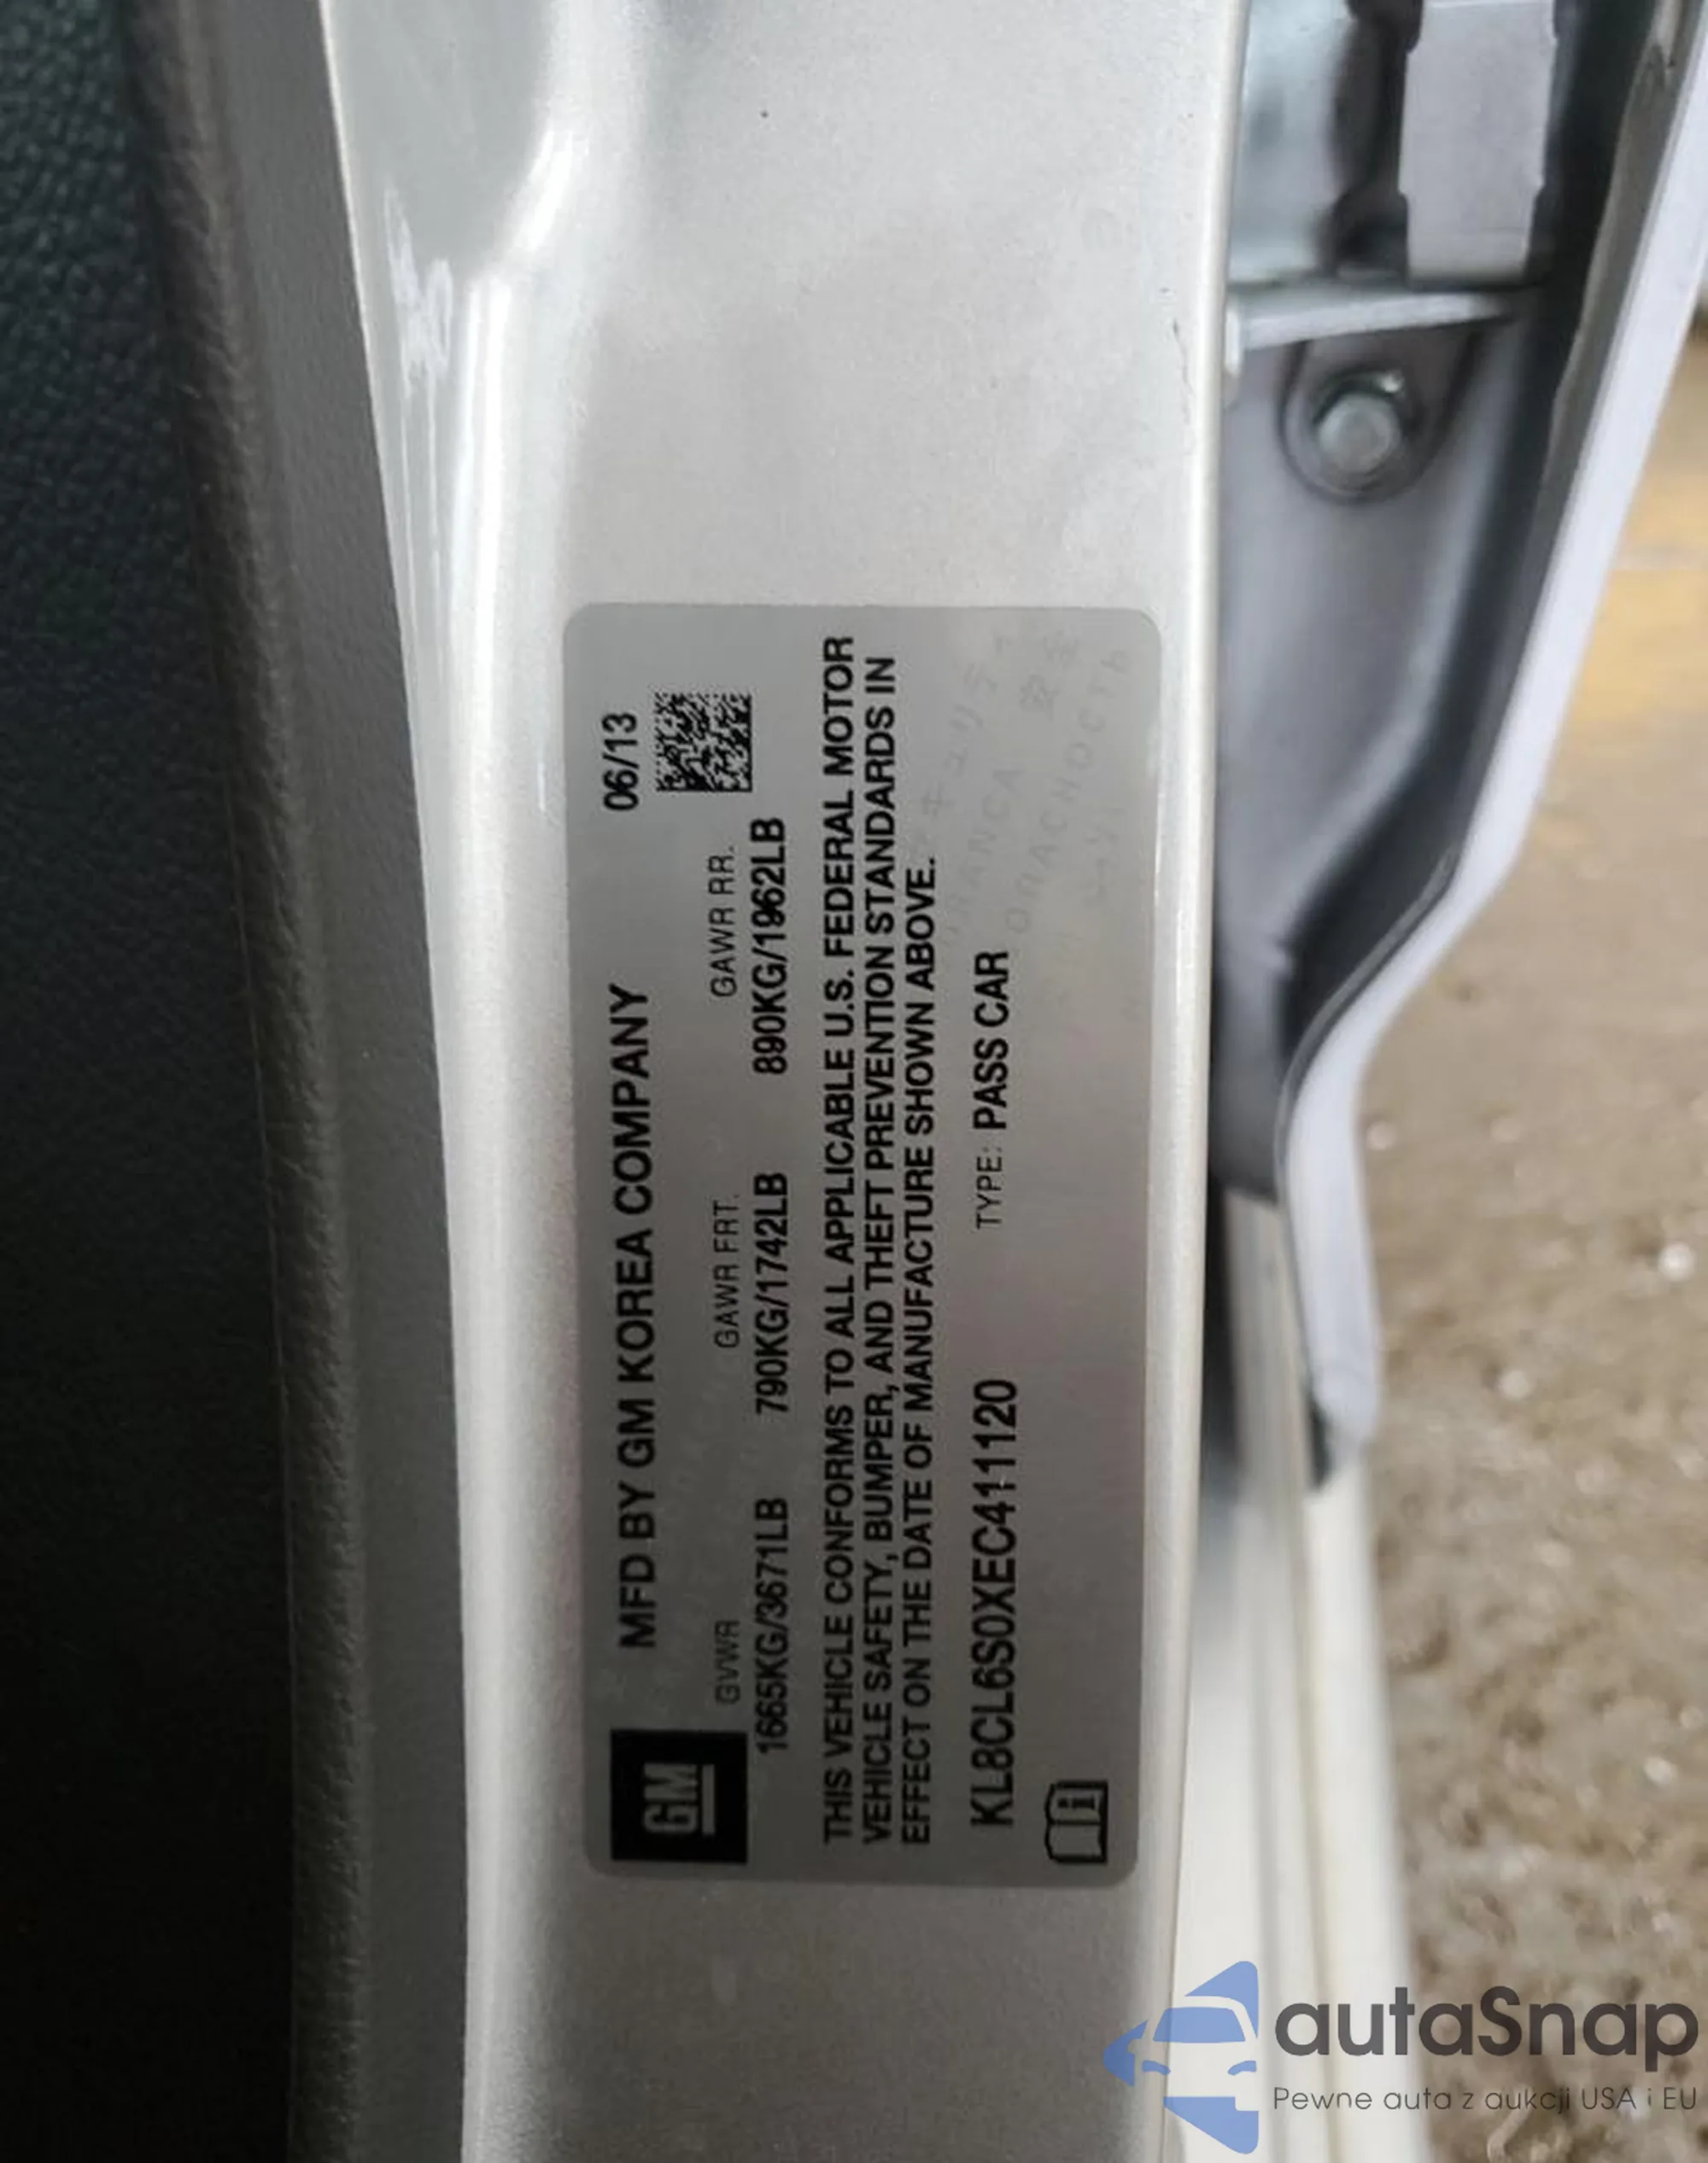 GM
MFD BY GM KOREA COMPANY
06/13
GVWR
GAWR FRT.
GAWR RR.
1665KG/3671LB
790KG/1742LB
890KG/1962LB
THIS VEHICLE CONFORMS TO ALL APPLICABLE U.S. FEDERAL MOTOR
VEHICLE SAFETY, BUMPER, AND THEFT PREVENTION STANDARDS IN
EFFECT ON THE DATE OF MANUFACTURE SHOWN ABOVE.
KL8CL6S0XEC411120
TYPE: PASS CAR
autaSnap
Pewne auta z aukcji USA i EU